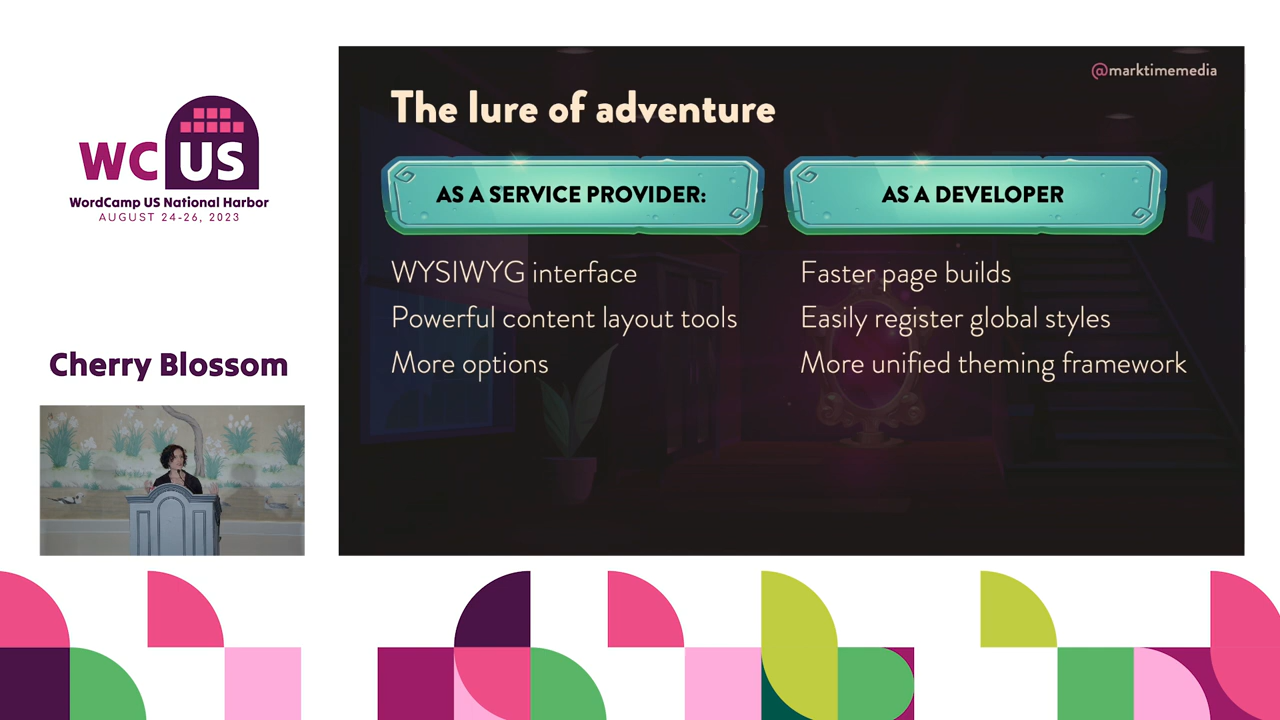 WC US
WordCamp US National Harbor
AUGUST 24-26, 2023
Cherry Blossom
@marktimemedia
The lure of adventure
AS A SERVICE PROVIDER:
WYSIWYG interface
Powerful content layout tools
More options
AS A DEVELOPER
Faster page builds
Easily register global styles
More unified theming framework